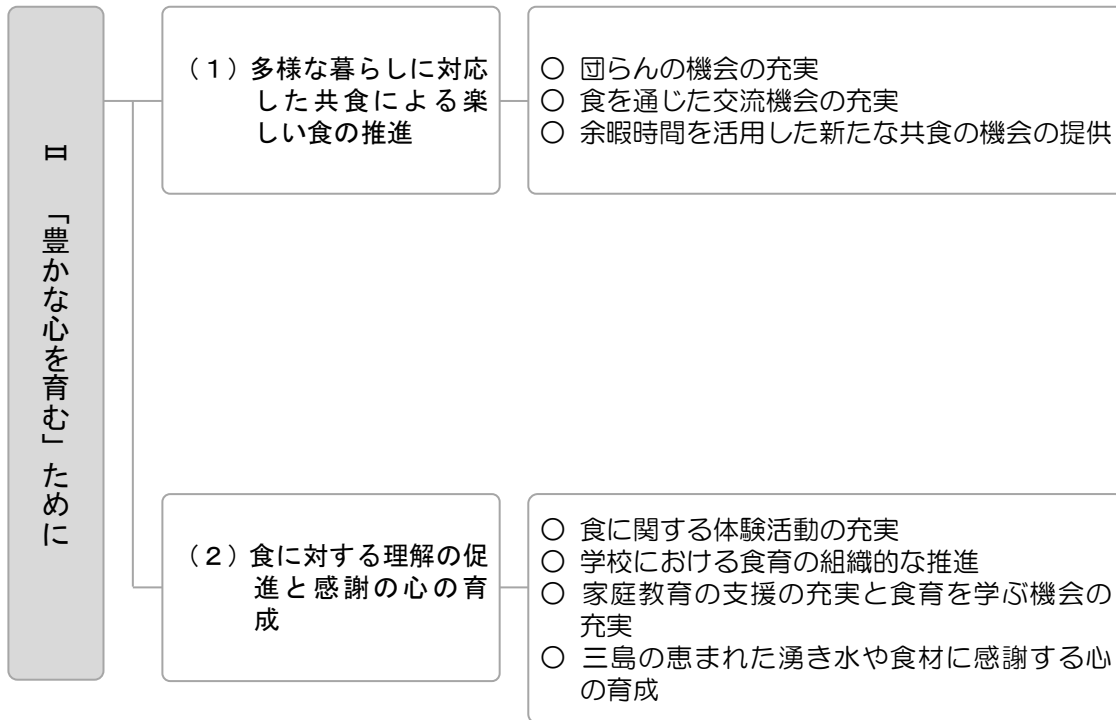 Ⅱ 「豊かな心を育む」ために
（１）多様な暮らしに対応
した共食による楽
しい食の推進
○ 団らんの機会の充実
○ 食を通じた交流機会の充実
○ 余暇時間を活用した新たな共食の機会の提供
（２）食に対する理解の促
進と感謝の心の育
成
○ 食に関する体験活動の充実
○ 学校における食育の組織的な推進
○ 家庭教育の支援の充実と食育を学ぶ機会の
充実
○ 三島の恵まれた湧き水や食材に感謝する心
の育成